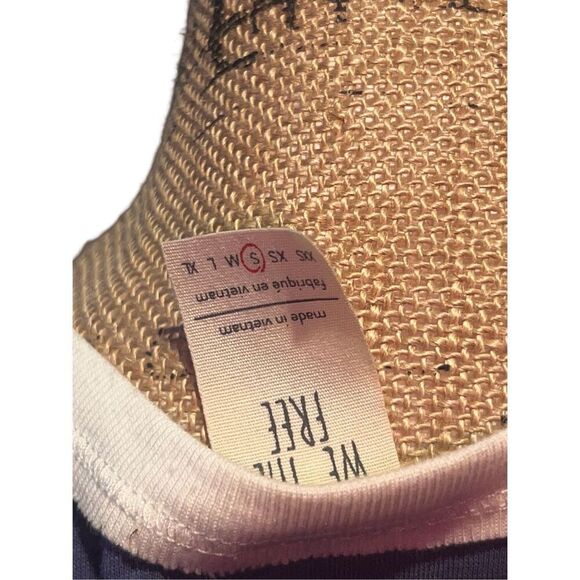 WE THE
FREE
made in vietnam
fabriqué en vietnam
XXS XS S M L XL